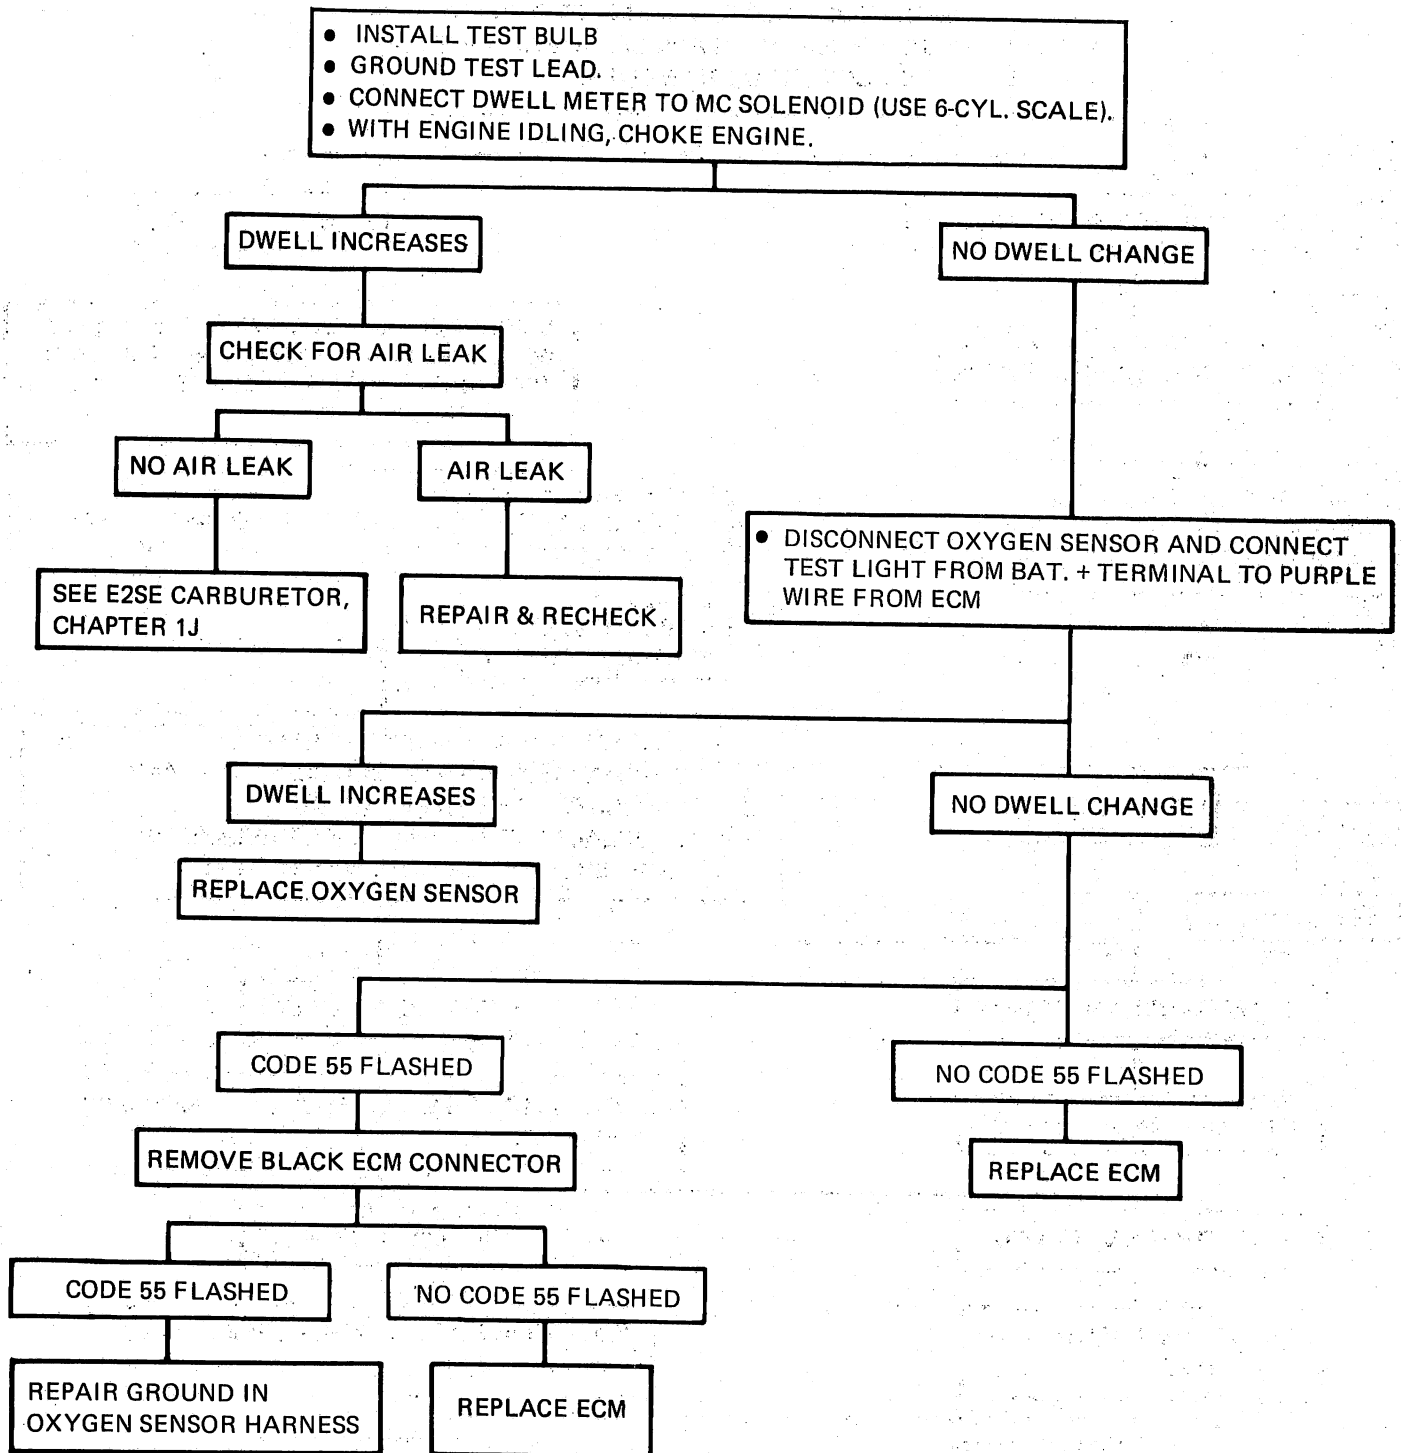 ● INSTALL TEST BULB
● GROUND TEST LEAD.
● CONNECT DWELL METER TO MC SOLENOID (USE 6-CYL. SCALE).
● WITH ENGINE IDLING, CHOKE ENGINE.
DWELL INCREASES
NO DWELL CHANGE
CHECK FOR AIR LEAK
NO AIR LEAK
AIR LEAK
SEE E2SE CARBURETOR,
CHAPTER 1J
REPAIR & RECHECK
● DISCONNECT OXYGEN SENSOR AND CONNECT
TEST LIGHT FROM BAT. + TERMINAL TO PURPLE
WIRE FROM ECM
DWELL INCREASES
NO DWELL CHANGE
REPLACE OXYGEN SENSOR
CODE 55 FLASHED
NO CODE 55 FLASHED
REMOVE BLACK ECM CONNECTOR
REPLACE ECM
CODE 55 FLASHED
NO CODE 55 FLASHED
REPAIR GROUND IN
OXYGEN SENSOR HARNESS
REPLACE ECM